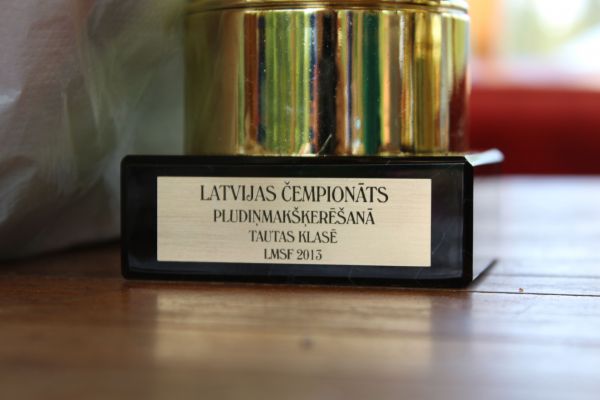 LATVIJAS ČEMPIONĀTS
PLUDIŅMAKŠĶERĒŠANĀ
TAUTAS KLASĒ
LMSF 2013